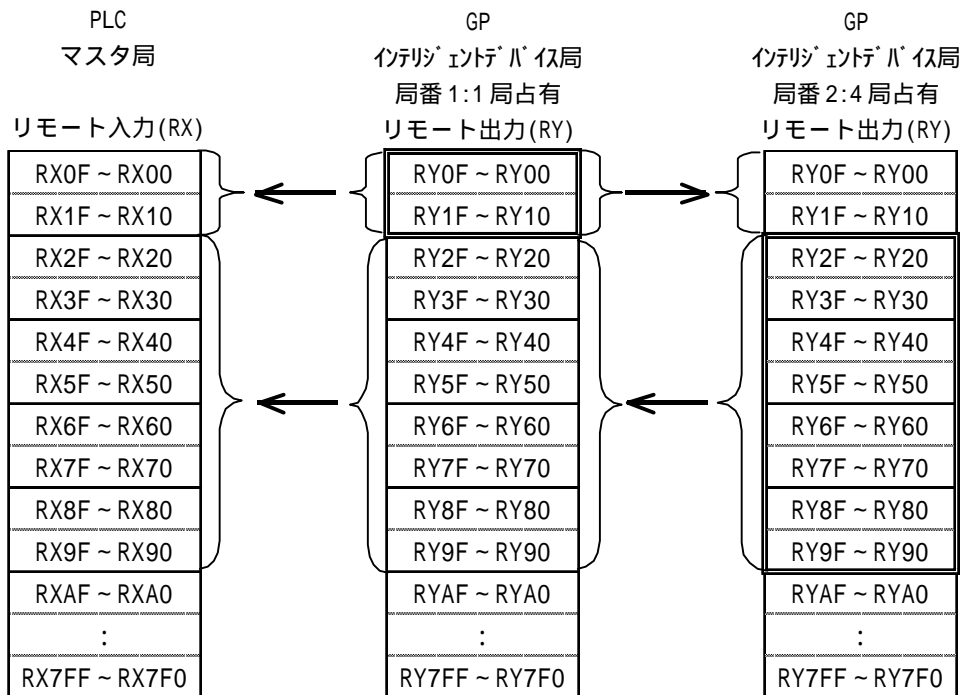 PLC
マスタ局
リモート入力(RX)
RX0F ~ RX00
RX1F ~ RX10
RX2F ~ RX20
RX3F ~ RX30
RX4F ~ RX40
RX5F ~ RX50
RX6F ~ RX60
RX7F ~ RX70
RX8F ~ RX80
RX9F ~ RX90
RXAF ~ RXA0
:
RX7FF ~ RX7F0
GP
インテリジェントデバイス局
局番1:1局占有
リモート出力(RY)
RY0F ~ RY00
RY1F ~ RY10
RY2F ~ RY20
RY3F ~ RY30
RY4F ~ RY40
RY5F ~ RY50
RY6F ~ RY60
RY7F ~ RY70
RY8F ~ RY80
RY9F ~ RY90
RYAF ~ RYA0
:
RY7FF ~ RY7F0
GP
インテリジェントデバイス局
局番2:4局占有
リモート出力(RY)
RY0F ~ RY00
RY1F ~ RY10
RY2F ~ RY20
RY3F ~ RY30
RY4F ~ RY40
RY5F ~ RY50
RY6F ~ RY60
RY7F ~ RY70
RY8F ~ RY80
RY9F ~ RY90
RYAF ~ RYA0
:
RY7FF ~ RY7F0